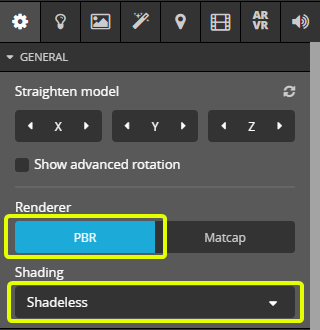 AR
VR
GENERAL
Straighten model
X Y Z
Show advanced rotation
Renderer
PBR Matcap
Shading
Shadeless